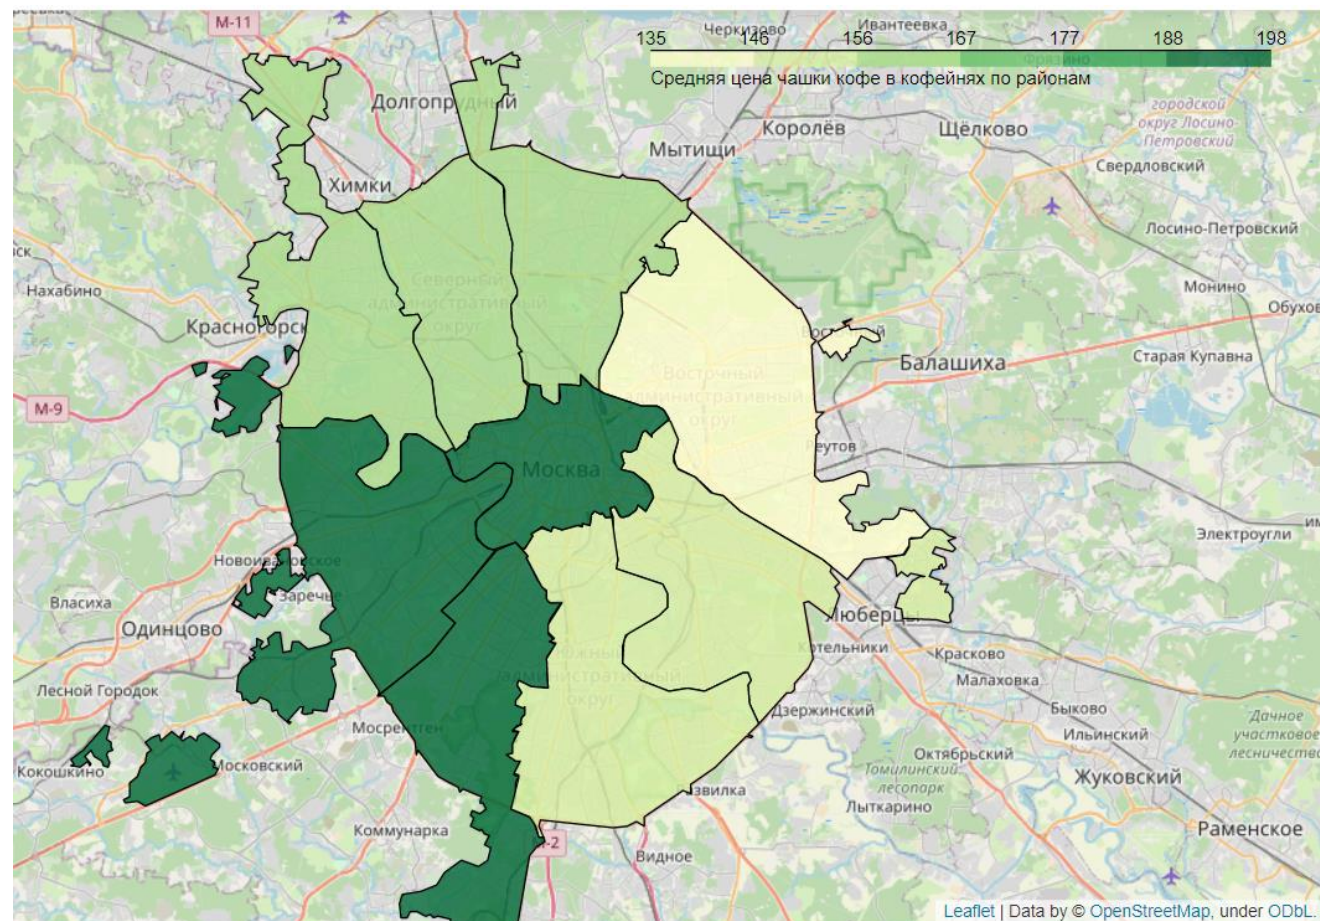 М-11
Черкизово
Ивантеевка
135 146 156 167 177 188 198
Фрязино
Средняя цена чашки кофе в кофейнях по районам
Долгопрудный
городской
округ Лосино-
Петровский
Королёв
Щёлково
Мытищи
Свердловский
Химки
Лосино-Петровский
Нахабино
Северный
административный
округ
Монино
Обухов
Красногорск
Балашиха
Старая Купавна
Восточный
административный
округ
М-9
Реутов
Москва
Электроугли
Новоивановское
Заречье
Власиха
Одинцово
Люберцы
Котельники
Красково
Южный
административный
округ
Малаховка
Лесной Городок
Быково
Дзержинский
Мосрентген
Ильинский
"Дачное
участковое
лесничество
Октябрьский
Московский
Кокошкино
Томилинский
лесопарк
Жуковский
звилка
Лыткарино
Коммунарка
Раменское
-2
Видное
Leaflet | Data by © OpenStreetMap, under ODbL.